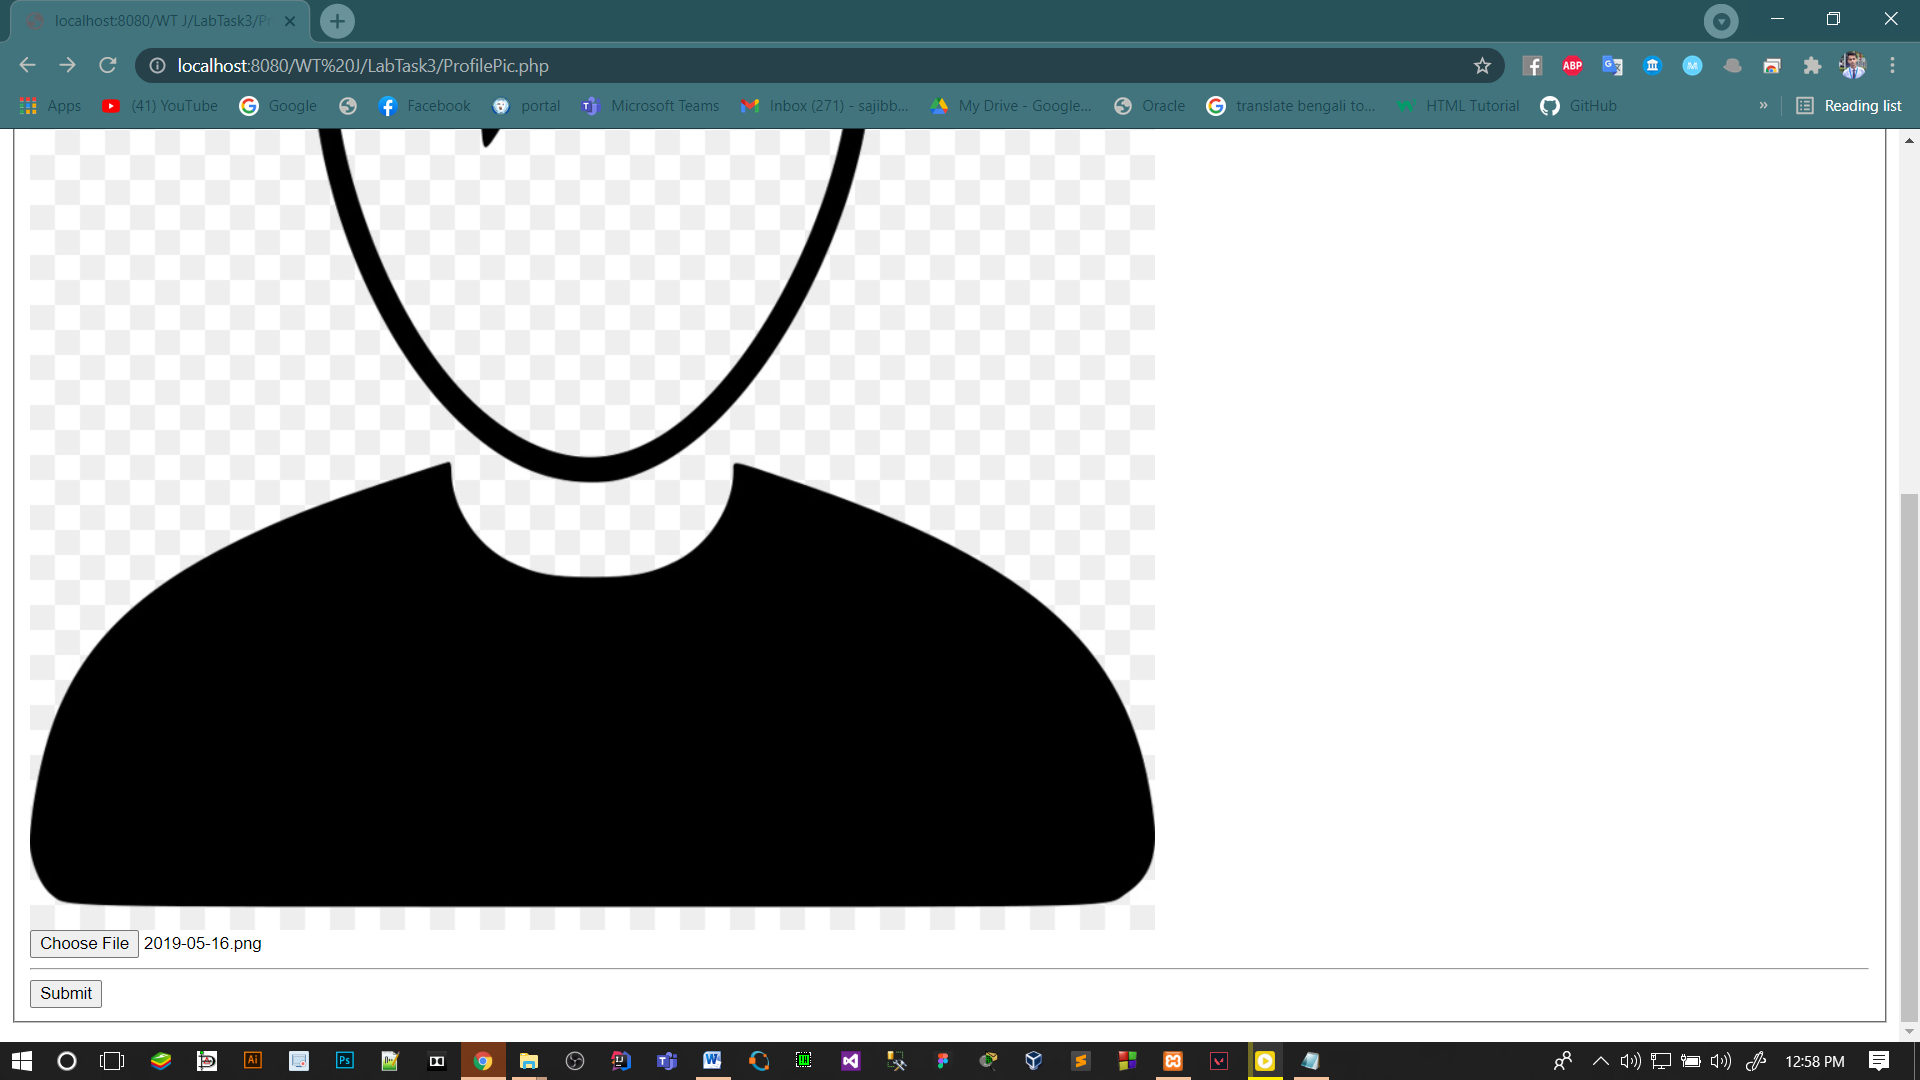 localhost:8080/WT J/LabTask3/Pr
localhost:8080/WT%20J/LabTask3/ProfilePic.php
ABP
Apps (41) YouTube Google Facebook portal Microsoft Teams Inbox (271) - sajibb... My Drive - Google... Oracle translate bengali to... HTML Tutorial GitHub » Reading list
Choose File 2019-05-16.png
Submit
12:58 PM